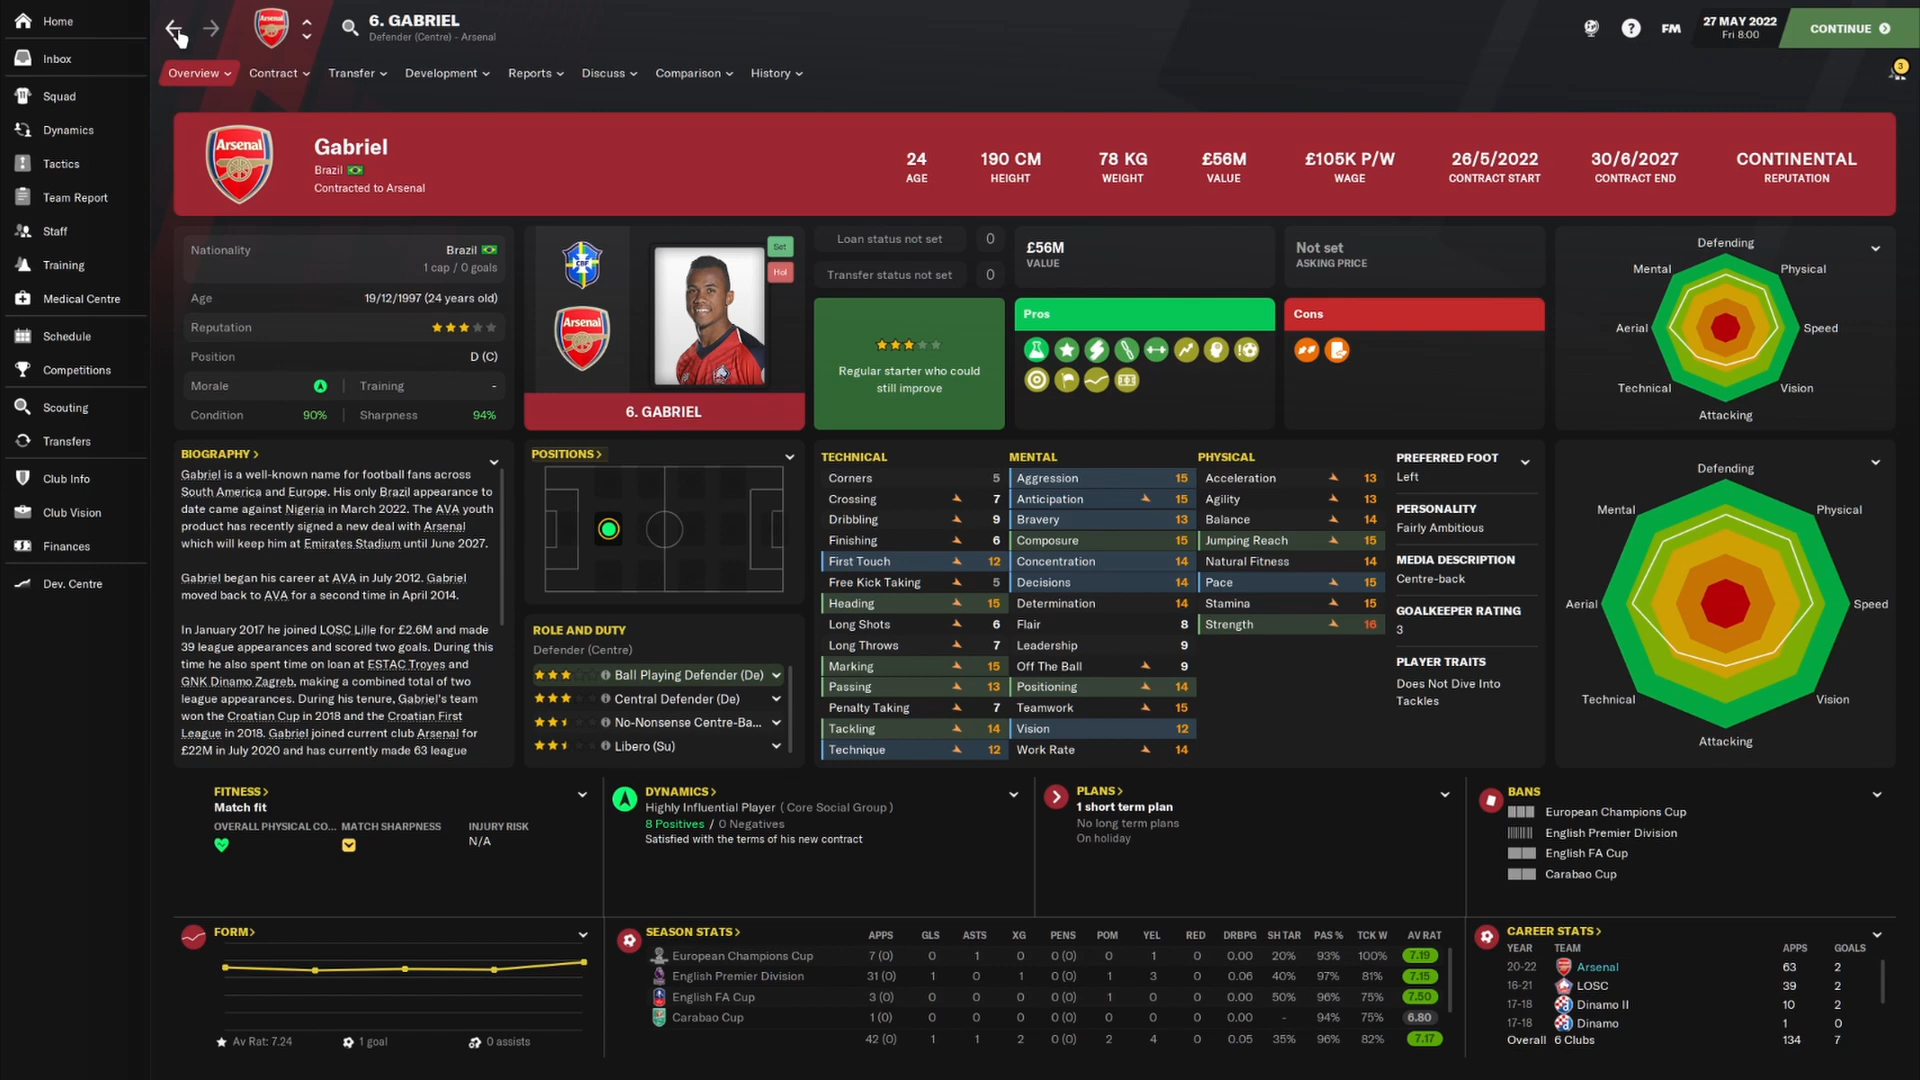 Home
Inbox
Squad
Dynamics
Tactics
Team Report
Staff
Training
Medical Centre
Schedule
Competitions
Scouting
Transfers
Club Info
Club Vision
Finances
Dev. Centre
Arsenal
6. GABRIEL
Defender (Centre) - Arsenal
FM
27 MAY 2022
Fri 8:00
CONTINUE
3
Overview Contract Transfer Development Reports Discuss Comparison History
Arsenal
Gabriel
Brazil
Contracted to Arsenal
24 190 CM 78 KG £56M £105K P/W 26/5/2022 30/6/2027 CONTINENTAL
AGE HEIGHT WEIGHT VALUE WAGE CONTRACT START CONTRACT END REPUTATION
Nationality Brazil
1 cap / 0 goals
Age 19/12/1997 (24 years old)
Reputation
Position D (C)
Morale Training -
Condition 90% Sharpness 94%
CBF
Arsenal
Set
Hol
6. GABRIEL
Loan status not set 0
Transfer status not set 0
Regular starter who could
still improve
£56M
VALUE
Not set
ASKING PRICE
Pros
Cons
Defending
Mental Physical
Aerial Speed
Technical Vision
Attacking
BIOGRAPHY >
Gabriel is a well-known name for football fans across
South America and Europe. His only Brazil appearance to
date came against Nigeria in March 2022. The AVA youth
product has recently signed a new deal with Arsenal
which will keep him at Emirates Stadium until June 2027.
Gabriel began his career at AVA in July 2012. Gabriel
moved back to AVA for a second time in April 2014.
In January 2017 he joined LOSC Lille for £2.6M and made
39 league appearances and scored two goals. During this
time he also spent time on loan at ESTAC Troyes and
GNK Dinamo Zagreb, making a combined total of two
league appearances. During his tenure, Gabriel's team
won the Croatian Cup in 2018 and the Croatian First
League in 2018. Gabriel joined current club Arsenal for
£22M in July 2020 and has currently made 63 league
POSITIONS >
ROLE AND DUTY
Defender (Centre)
Ball Playing Defender (De)
Central Defender (De)
No-Nonsense Centre-Ba...
Libero (Su)
TECHNICAL
Corners 5
Crossing 7
Dribbling 9
Finishing 6
First Touch 12
Free Kick Taking 5
Heading 15
Long Shots 6
Long Throws 7
Marking 15
Passing 13
Penalty Taking 7
Tackling 14
Technique 12
MENTAL
Aggression 15
Anticipation 15
Bravery 13
Composure 15
Concentration 14
Decisions 14
Determination 14
Flair 8
Leadership 9
Off The Ball 9
Positioning 14
Teamwork 15
Vision 12
Work Rate 14
PHYSICAL
Acceleration 13
Agility 13
Balance 14
Jumping Reach 15
Natural Fitness 14
Pace 15
Stamina 15
Strength 16
PREFERRED FOOT
Left
PERSONALITY
Fairly Ambitious
MEDIA DESCRIPTION
Centre-back
GOALKEEPER RATING
3
PLAYER TRAITS
Does Not Dive Into
Tackles
Defending
Mental Physical
Aerial Speed
Technical Vision
Attacking
FITNESS >
Match fit
OVERALL PHYSICAL CO... MATCH SHARPNESS INJURY RISK
N/A
DYNAMICS >
Highly Influential Player ( Core Social Group )
8 Positives / 0 Negatives
Satisfied with the terms of his new contract
PLANS >
1 short term plan
No long term plans
On holiday
BANS
European Champions Cup
English Premier Division
English FA Cup
Carabao Cup
FORM >
Av Rat: 7.24 1 goal 0 assists
SEASON STATS > APPS GLS ASTS XG PENS POM YEL RED DRBPG SH TAR PAS % TCK W AV RAT
European Champions Cup 7 (0) 0 1 0 0 (0) 0 1 0 0.00 20% 93% 100% 7.19
English Premier Division 31 (0) 1 0 1 0 (0) 1 3 0 0.06 40% 97% 81% 7.15
English FA Cup 3 (0) 0 0 0 0 (0) 1 0 0 0.00 50% 96% 75% 7.50
Carabao Cup 1 (0) 0 0 0 0 (0) 0 0 0 0.00 - 94% 75% 6.80
42 (0) 1 1 2 0 (0) 2 4 0 0.05 35% 96% 82% 7.17
CAREER STATS >
YEAR TEAM APPS GOALS
20-22 Arsenal 63 2
16-21 LOSC 39 2
17-18 Dinamo II 10 2
17-18 Dinamo 1 0
Overall 6 Clubs 134 7